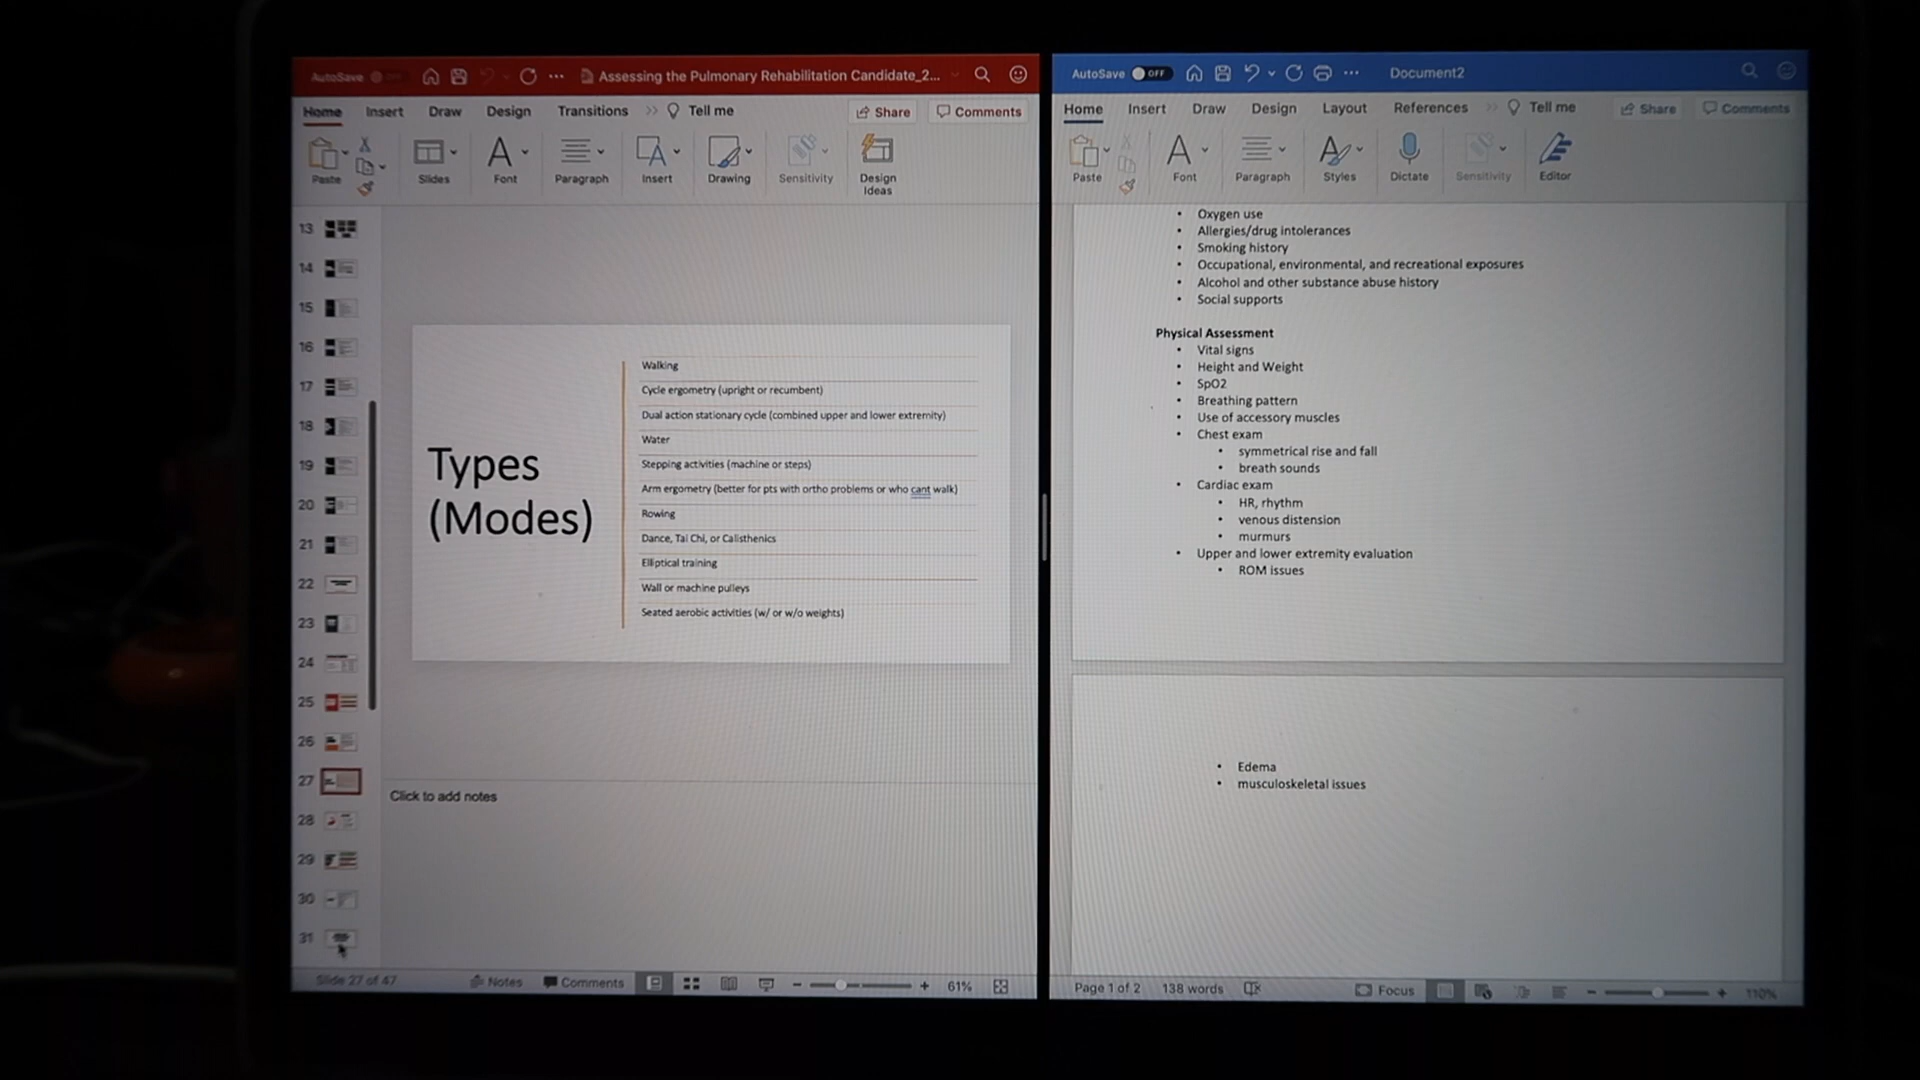 AutoSave OFF Assessing the Pulmonary Rehabilitation Candidate_2...
Home Insert Draw Design Transitions Tell me Share Comments
Paste Slides Font Paragraph Insert Drawing Sensitivity Design Ideas
13
14
15
16
17
18
19
20
21
22
23
24
25
26
27
28
29
30
31
Types
(Modes)
Walking
Cycle ergometry (upright or recumbent)
Dual action stationary cycle (combined upper and lower extremity)
Water
Stepping activities (machine or steps)
Arm ergometry (better for pts with ortho problems or who cant walk)
Rowing
Dance, Tai Chi, or Calisthenics
Elliptical training
Wall or machine pulleys
Seated aerobic activities (w/ or w/o weights)
Click to add notes
Slide 27 of 47 Notes Comments 61%
AutoSave OFF Document2
Home Insert Draw Design Layout References Tell me Share Comments
Paste Font Paragraph Styles Dictate Sensitivity Editor
• Oxygen use
• Allergies/drug intolerances
• Smoking history
• Occupational, environmental, and recreational exposures
• Alcohol and other substance abuse history
• Social supports
Physical Assessment
• Vital signs
• Height and Weight
• SpO2
• Breathing pattern
• Use of accessory muscles
• Chest exam
• symmetrical rise and fall
• breath sounds
• Cardiac exam
• HR, rhythm
• venous distension
• murmurs
• Upper and lower extremity evaluation
• ROM issues
• Edema
• musculoskeletal issues
Page 1 of 2 138 words Focus 110%